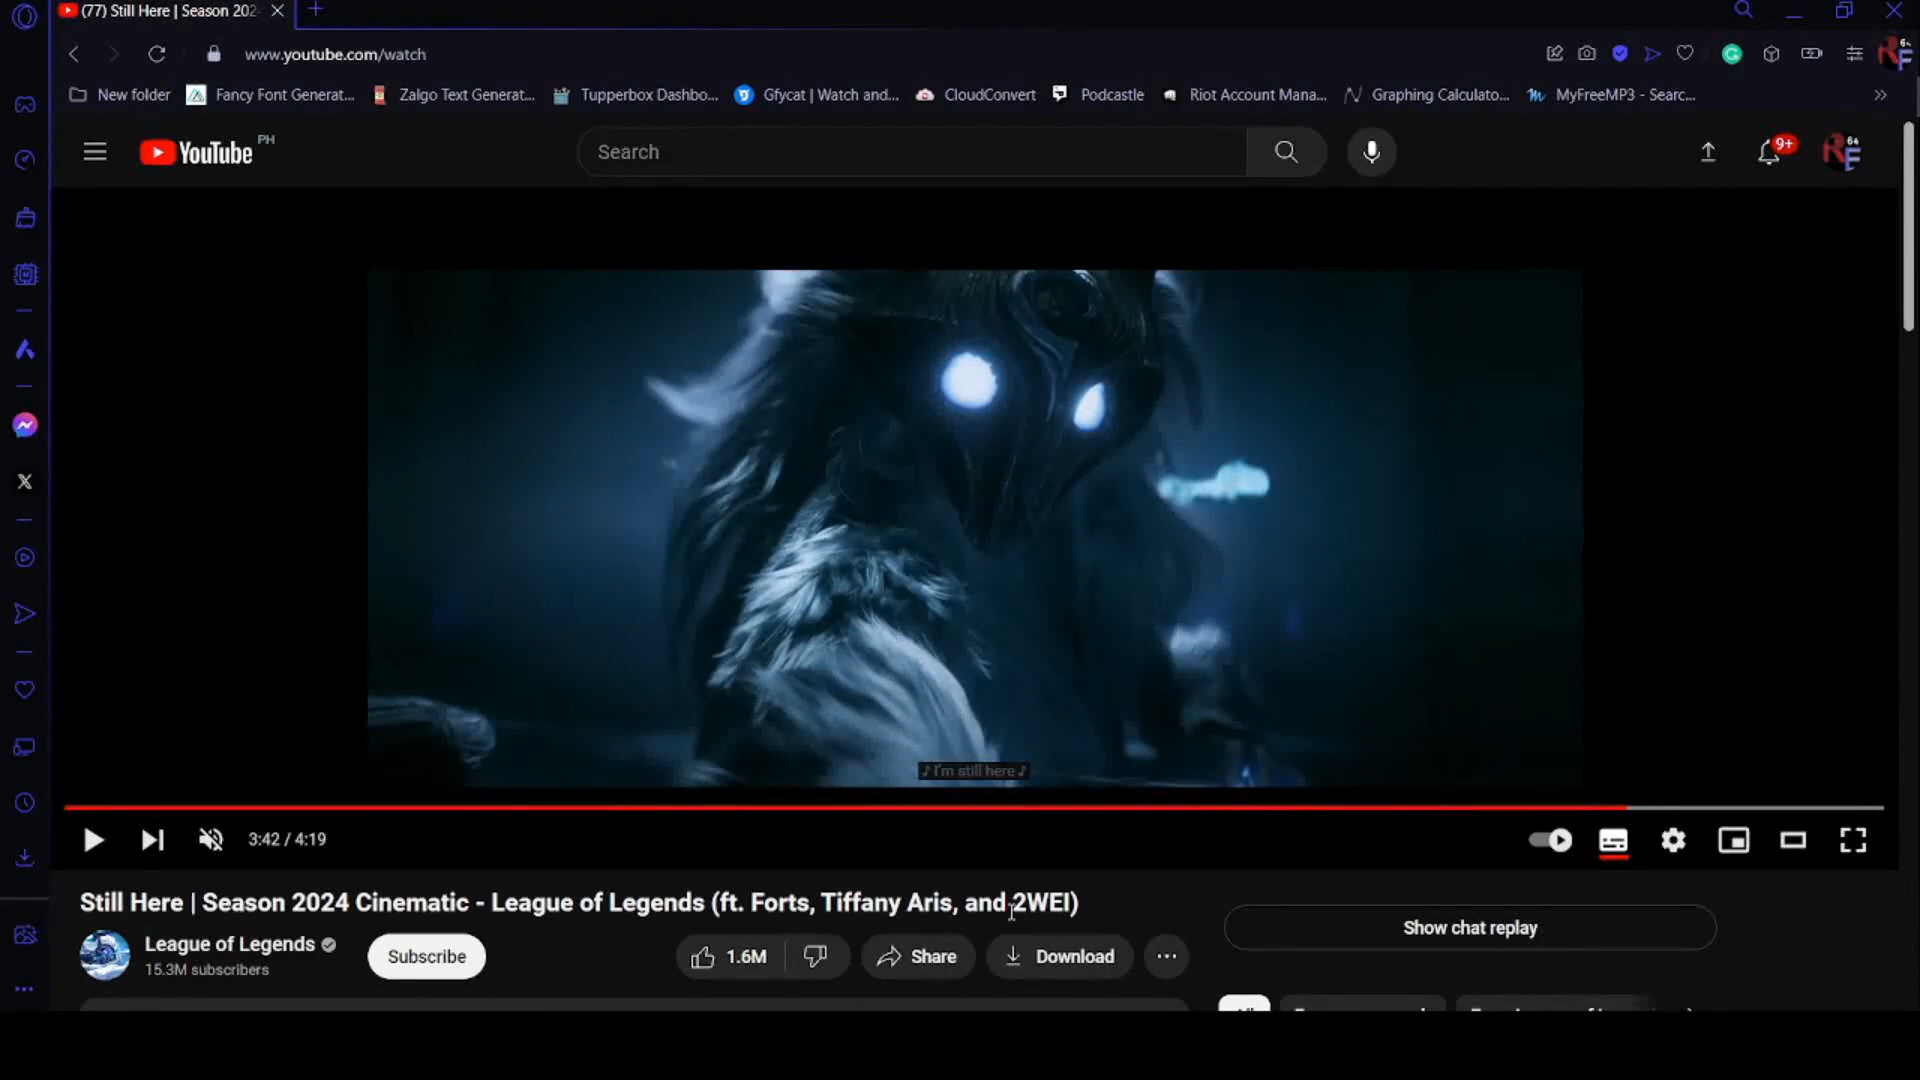 (77) Still Here | Season 202
www.youtube.com/watch
New folder
Fancy Font Generat...
Zalgo Text Generat...
Tupperbox Dashbo...
Gfycat | Watch and...
CloudConvert
Podcastle
Riot Account Mana...
Graphing Calculato...
MyFreeMP3 - Searc...
YouTube PH
Search
9+
♪ I'm still here ♪
3:42 / 4:19
Still Here | Season 2024 Cinematic - League of Legends (ft. Forts, Tiffany Aris, and 2WEI)
League of Legends
15.3M subscribers
Subscribe
1.6M
Share
Download
Show chat replay